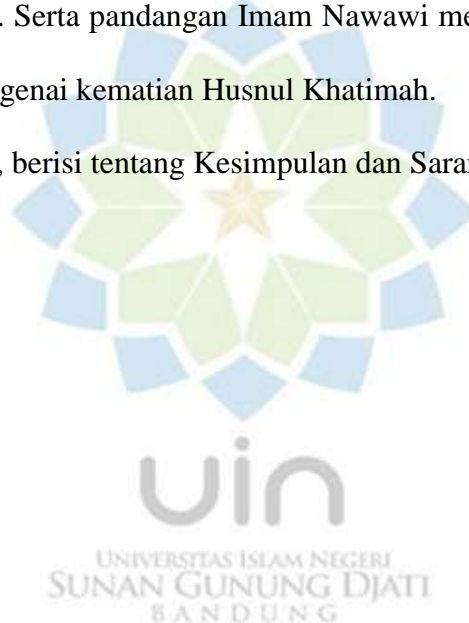 . Serta pandangan Imam Nawawi me
genai kematian Husnul Khatimah.
, berisi tentang Kesimpulan dan Sara
uin
UNIVERSITAS ISLAM NEGERI
SUNAN GUNUNG DJATI
BANDUNG